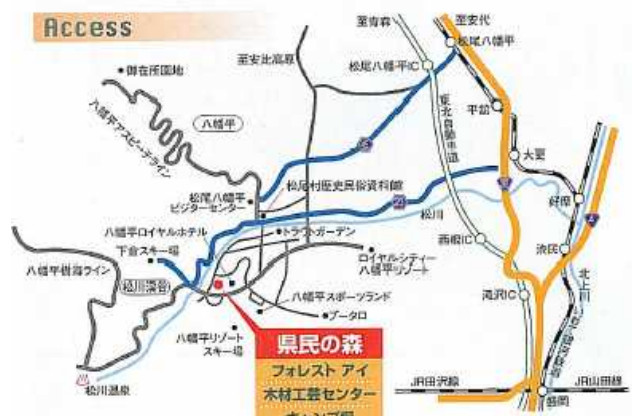 Access
至青森
至安代
松尾八幡平
御在所園地
至安比高原
松尾八幡平IC
八幡平
平舘
八幡平アスピーテライン
東北自動車道
大更
松尾八幡平
ビジターセンター
松尾村歴史民俗資料館
21
松川
好摩
4
八幡平ロイヤルホテル
トラウトガーデン
西根IC
渋民
下倉スキー場
ロイヤルシティー
八幡平リゾート
八幡平樹海ライン
松川渓谷
滝沢IC
北上川
八幡平スポーツランド
プータロ
八幡平リゾート
スキー場
県民の森
フォレスト アイ
木材工芸センター
松川温泉
JR田沢線
JR山田線
盛岡